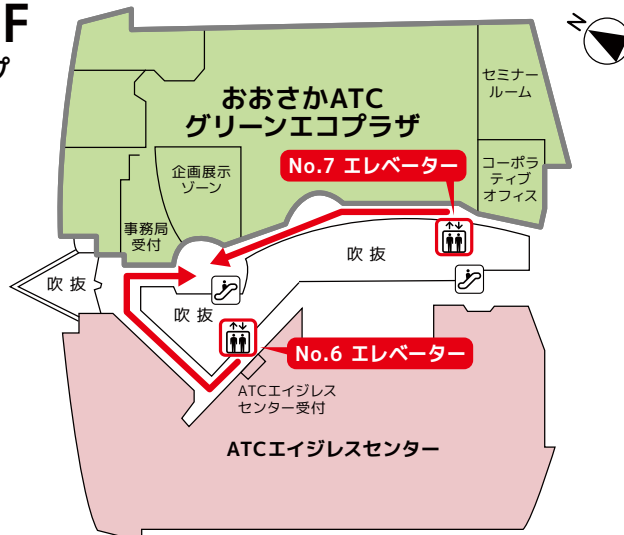 F
プ
N
おおさかATC
グリーンエコプラザ
セミナー
ルーム
No.7 エレベーター
企画展示
ゾーン
コーポラ
ティブ
オフィス
事務局
受付
吹 抜
吹 抜
吹 抜
No.6 エレベーター
ATCエイジレス
センター受付
ATCエイジレスセンター